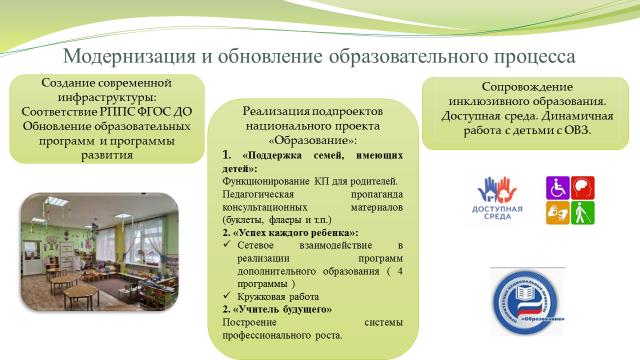 Модернизация и обновление образовательного процесса
Создание современной
инфраструктуры:
Соответствие РППС ФГОС ДО
Обновление образовательных
программ и программы
развития
Реализация подпроектов
национального проекта
«Образование»:
1. «Поддержка семей, имеющих
детей»:
Функционирование КП для родителей.
Педагогическая пропаганда
консультационных материалов
(буклеты, флаеры и т.п.)
2. «Успех каждого ребенка»:
✓ Сетевое взаимодействие в
реализации программ
дополнительного образования ( 4
программы )
✓ Кружковая работа
2. «Учитель будущего»
Построение системы
профессионального роста.
Сопровождение
инклюзивного образования.
Доступная среда. Динамичная
работа с детьми с ОВЗ.
ДОСТУПНАЯ
СРЕДА
«Образование»